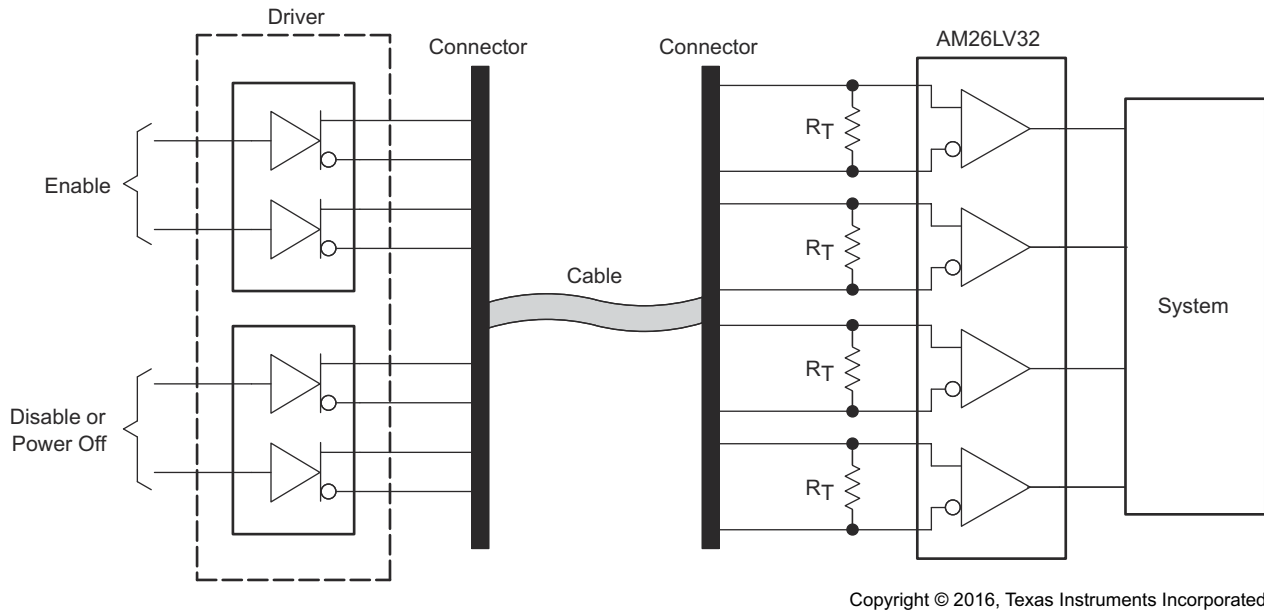 Driver
Connector
Connector
AM26LV32
Enable
Disable or
Power Off
Cable
RT
RT
RT
RT
System
Copyright © 2016, Texas Instruments Incorporated